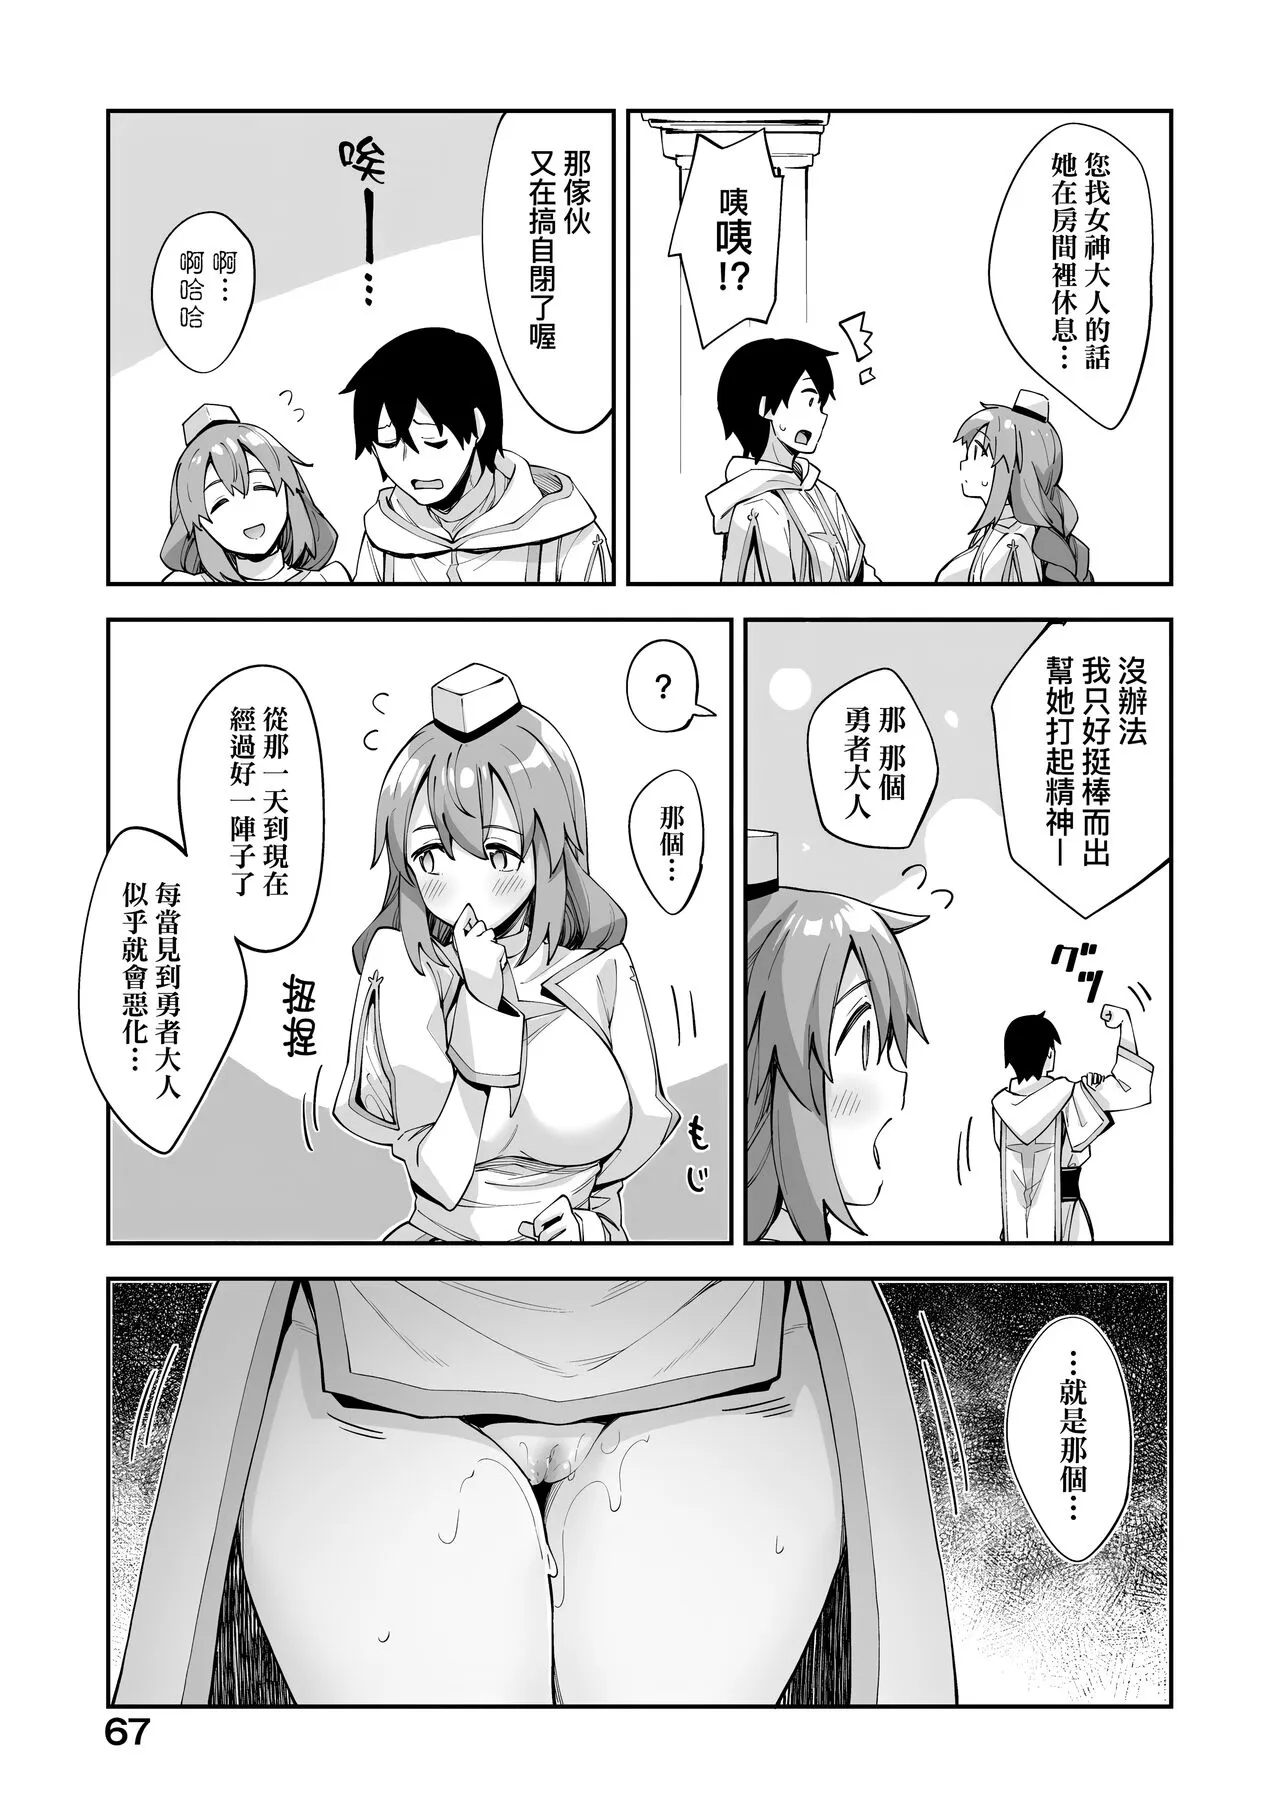 您找女神大人的話
她在房間裡休息…
咦咦!?
那傢伙
又在搞自閉了喔
唉—…
啊…
啊哈哈
沒辦法
我只好挺棒而出
幫她打起精神—
グッ
那 那個
勇者大人
?
那個…
從那一天到現在
經過好一陣子了
每當見到勇者大人
似乎就會惡化…
扭捏
もじ
…就是那個…
67